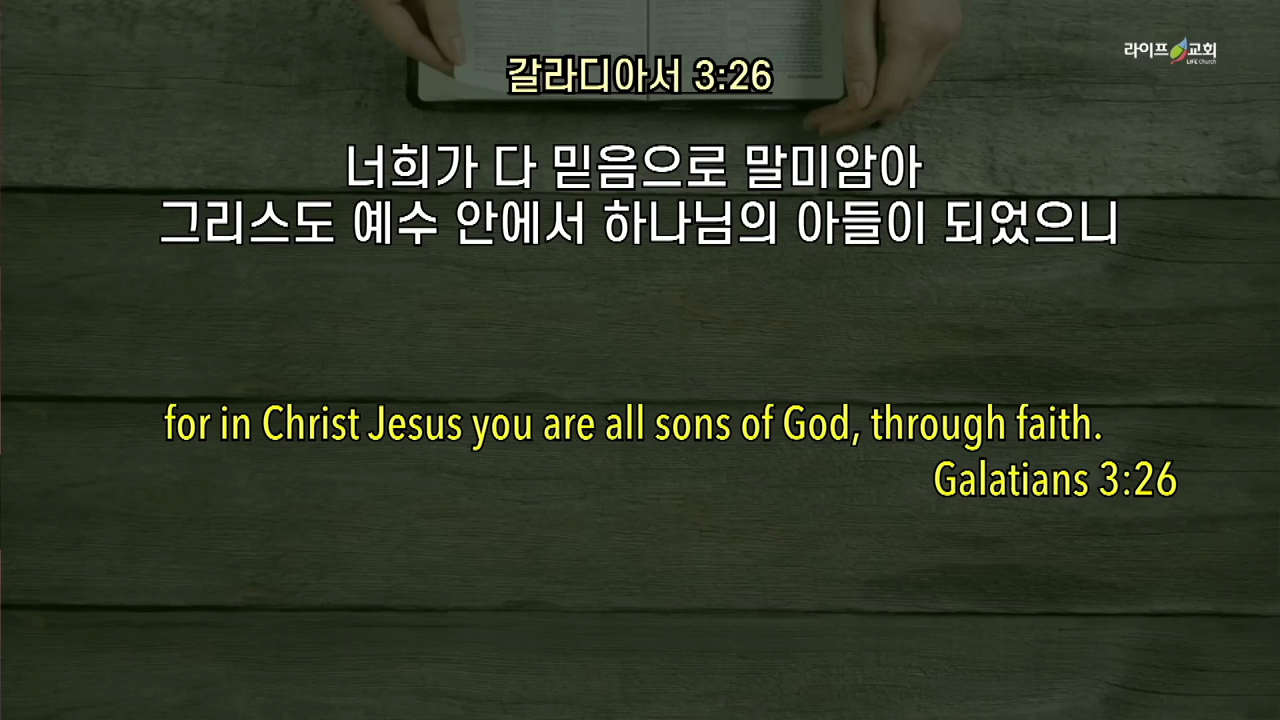 갈라디아서 3:26
라이프 교회
LIFE Church
너희가 다 믿음으로 말미암아
그리스도 예수 안에서 하나님의 아들이 되었으니
for in Christ Jesus you are all sons of God, through faith.
Galatians 3:26